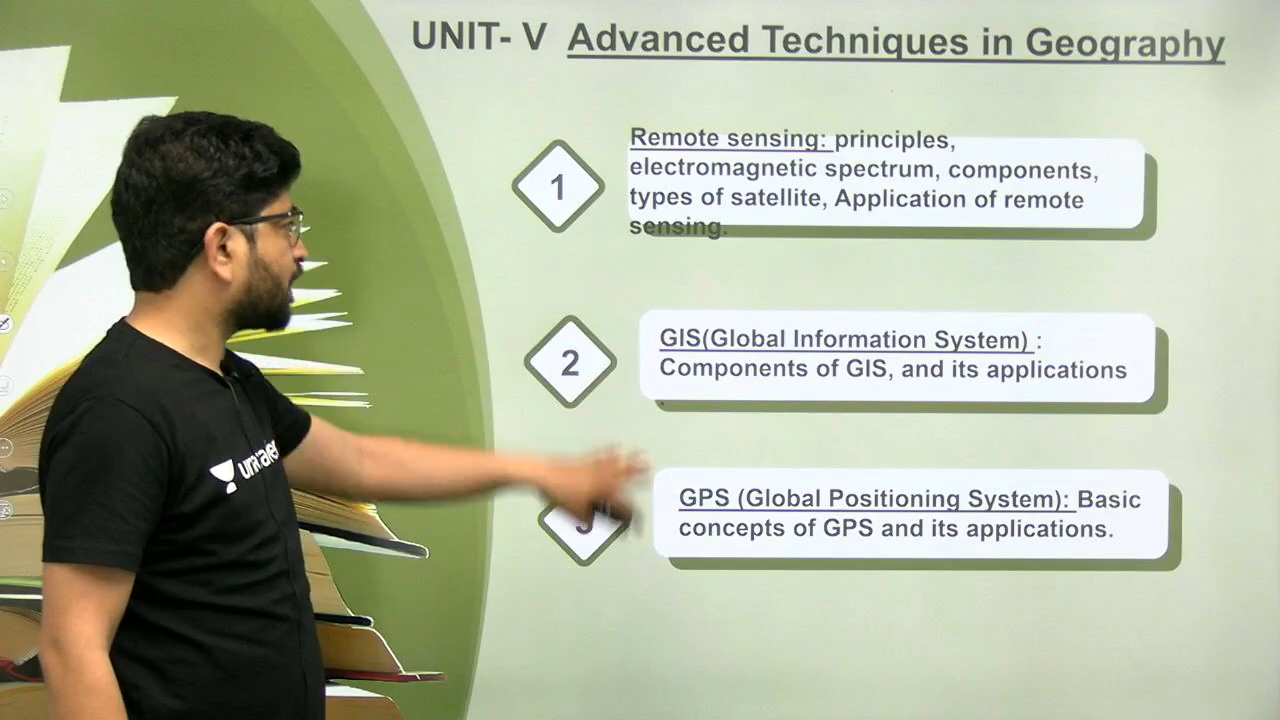 UNIT- V Advanced Techniques in Geography
1
Remote sensing: principles,
electromagnetic spectrum, components,
types of satellite, Application of remote
sensing.
2
GIS(Global Information System) :
Components of GIS, and its applications
.
GPS (Global Positioning System): Basic
concepts of GPS and its applications.